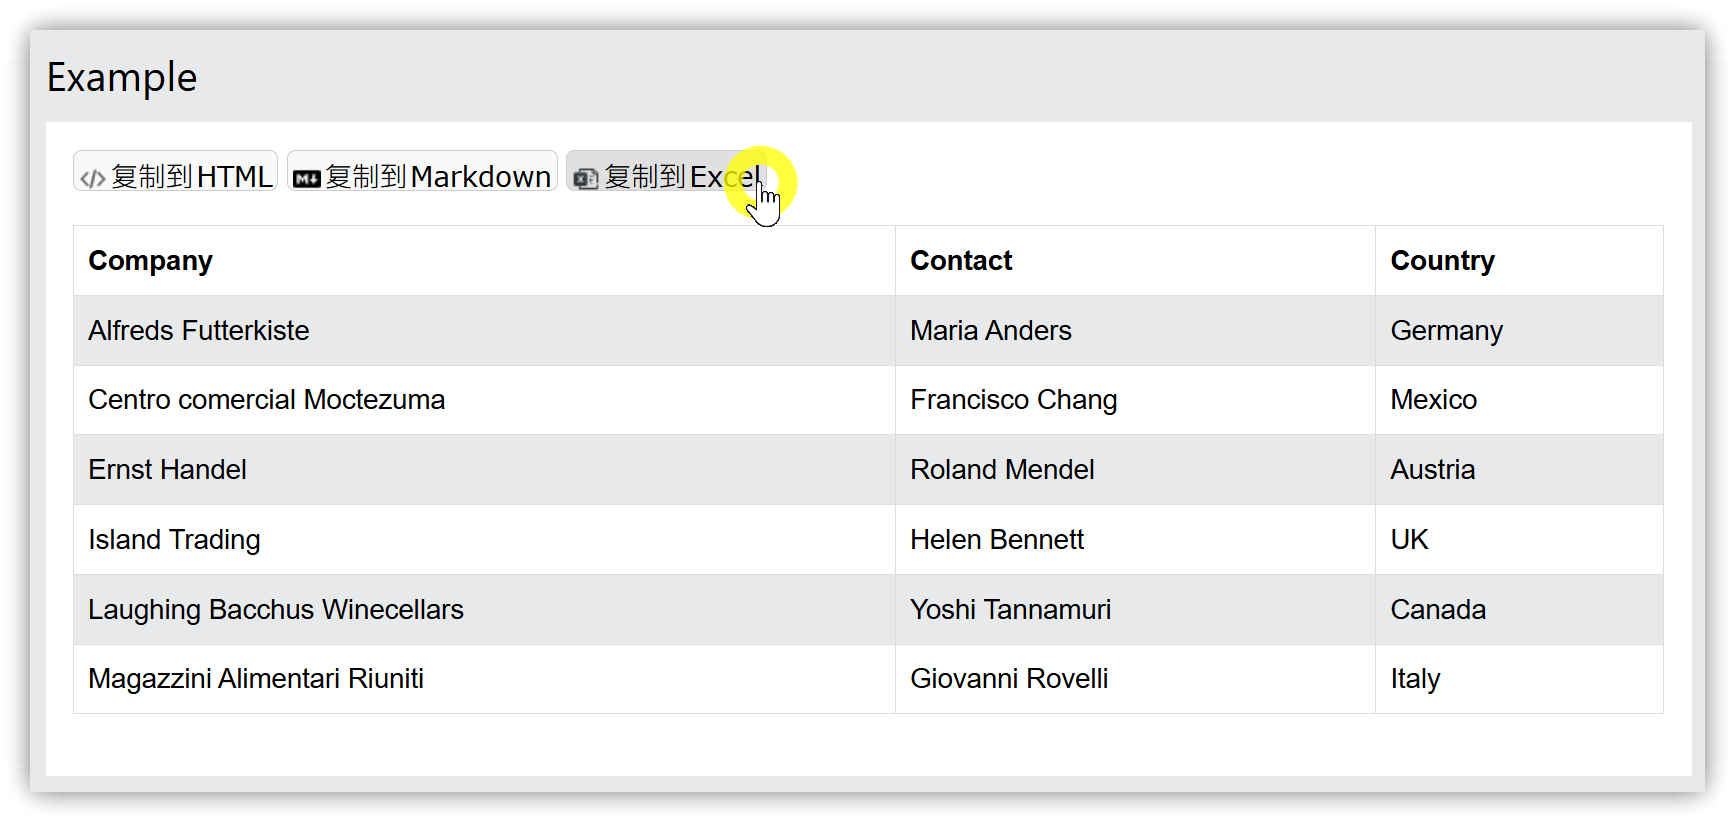 Example
复制到HTML 复制到Markdown 复制到Excel
Company Contact Country
Alfreds Futterkiste Maria Anders Germany
Centro comercial Moctezuma Francisco Chang Mexico
Ernst Handel Roland Mendel Austria
Island Trading Helen Bennett UK
Laughing Bacchus Winecellars Yoshi Tannamuri Canada
Magazzini Alimentari Riuniti Giovanni Rovelli Italy